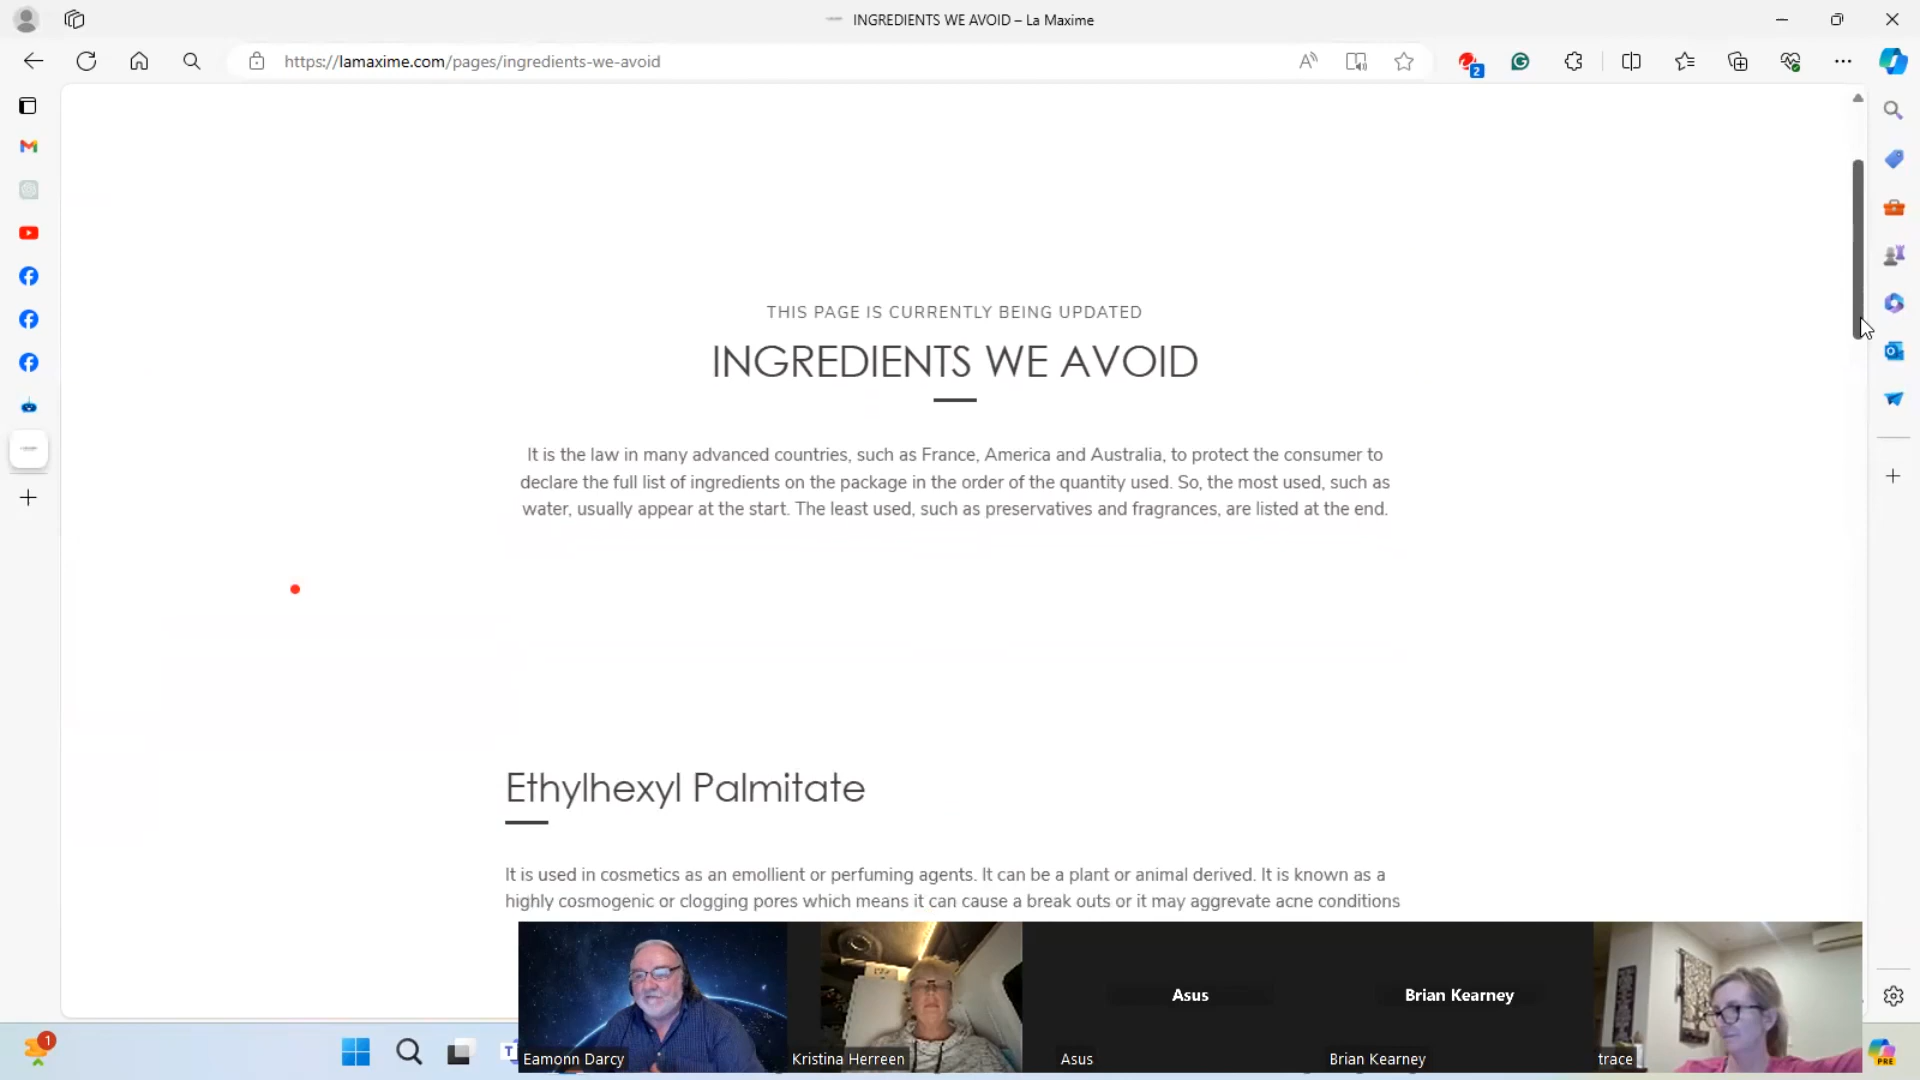 INGREDIENTS WE AVOID – La Maxime
https://lamaxime.com/pages/ingredients-we-avoid
2
THIS PAGE IS CURRENTLY BEING UPDATED
INGREDIENTS WE AVOID
It is the law in many advanced countries, such as France, America and Australia, to protect the consumer to
declare the full list of ingredients on the package in the order of the quantity used. So, the most used, such as
water, usually appear at the start. The least used, such as preservatives and fragrances, are listed at the end.
Ethylhexyl Palmitate
It is used in cosmetics as an emollient or perfuming agents. It can be a plant or animal derived. It is known as a
highly cosmogenic or clogging pores which means it can cause a break outs or it may aggrevate acne conditions
Asus
Brian Kearney
1
Eamonn Darcy
Kristina Herreen
Asus
Brian Kearney
trace
PRE